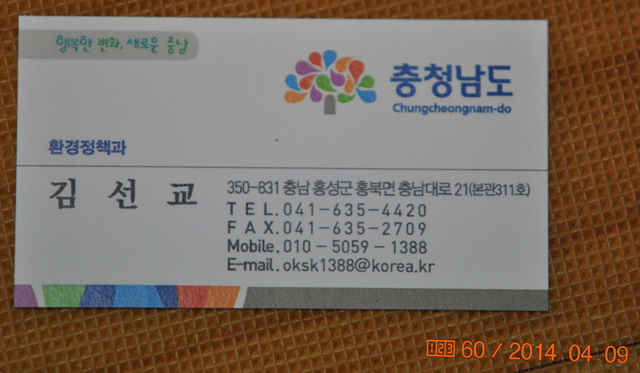 행복한 변화, 새로운 충남
충청남도
Chungcheongnam-do
환경정책과
김 선 교
350-831 충남 홍성군 홍북면 충남대로 21(본관311호)
TEL. 041-635-4420
FAX. 041-635-2709
Mobile. 010 - 5059 - 1388
E-mail. oksk1388@korea.kr
123 60 / 2014. 04. 09